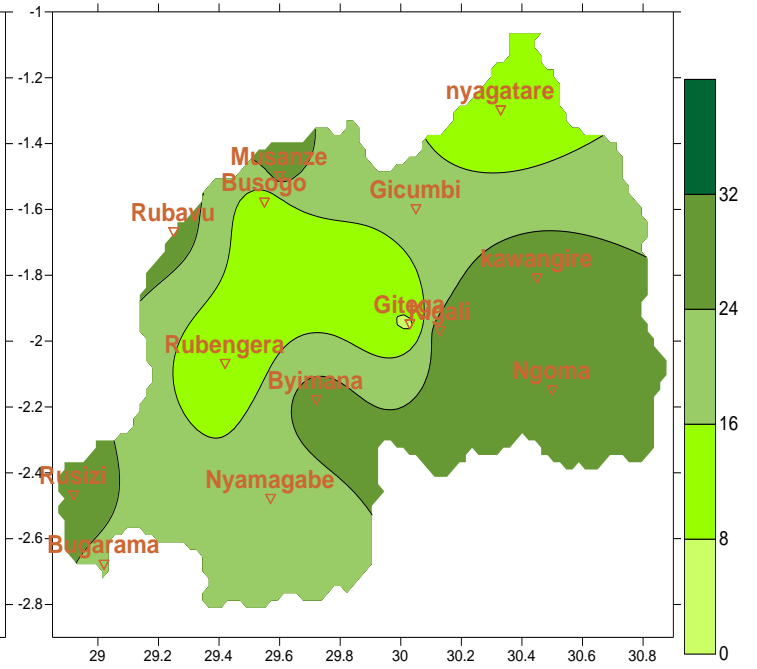 -1
-1.2
-1.4
-1.6
-1.8
-2
-2.2
-2.4
-2.6
-2.8
nyagatare
Musanze
Busogo
Gicumbi
Rubavu
kawangire
Gitega
Kigali
Rubengera
Byimana
Ngoma
Nyamagabe
Rusizi
Bugarama
32
24
16
8
0
29
29.2
29.4
29.6
29.8
30
30.2
30.4
30.6
30.8